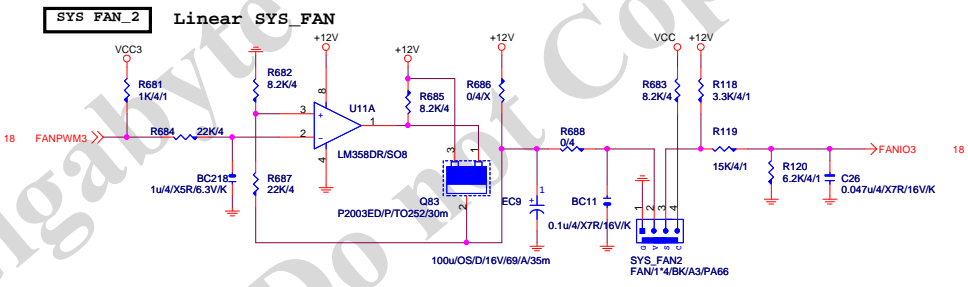 SYS FAN_2
Linear SYS_FAN
VCC3
+12V
+12V
+12V
VCC
+12V
R681
1K/4/1
R682
8.2K/4
R685
8.2K/4
R686
0/4/X
R683
8.2K/4
R118
3.3K/4/1
U11A
8
3
+
2
-
1
4
LM358DR/SO8
18
FANPWM3
R684
22K/4
R688
0/4
R119
15K/4/1
FANIO3
18
BC218
1u/4/X5R/6.3V/K
R687
22K/4
3
1
Q83
2
P2003ED/P/TO252/30m
EC9
1
+
100u/OS/D/16V/69/A/35m
BC11
0.1u/4/X7R/16V/K
1
2
3
4
G
V
S
C
SYS_FAN2
FAN/1*4/BK/A3/PA66
R120
6.2K/4/1
C26
0.047u/4/X7R/16V/K
Gigabyte
Do not Copy